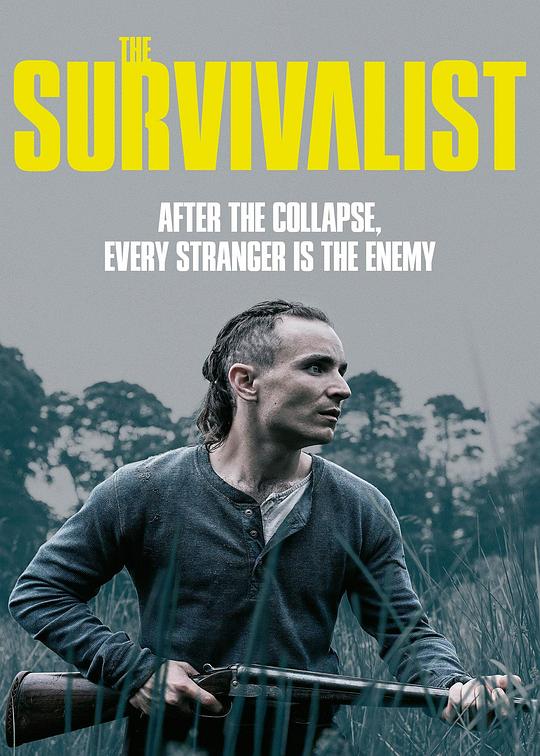 THE
SURVIVALIST
AFTER THE COLLAPSE,
EVERY STRANGER IS THE ENEMY